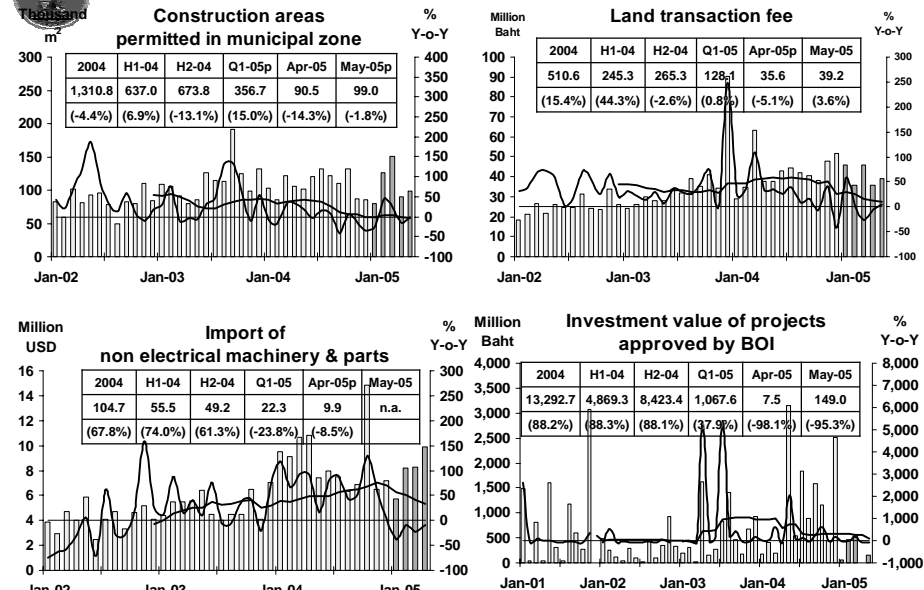 Thousand
m2
Construction areas
permitted in municipal zone
%
Y-o-Y
2004 H1-04 H2-04 Q1-05p Apr-05 May-05p
1,310.8 637.0 673.8 356.7 90.5 99.0
(-4.4%) (6.9%) (-13.1%) (15.0%) (-14.3%) (-1.8%)
300 400
350
250 300
250
200 200
150
150 100
100 50
0
50 -50
0 -100
Jan-02 Jan-03 Jan-04 Jan-05
Million
Baht
Land transaction fee
%
Y-o-Y
2004 H1-04 H2-04 Q1-05 Apr-05p May-05
510.6 245.3 265.3 128.1 35.6 39.2
(15.4%) (44.3%) (-2.6%) (0.8%) (-5.1%) (3.6%)
100 300
90 250
80
70 200
60 150
50 100
40
30 50
20 0
10 -50
0 -100
Jan-02 Jan-03 Jan-04 Jan-05
Million
USD
Import of
non electrical machinery & parts
%
Y-o-Y
2004 H1-04 H2-04 Q1-05 Apr-05p May-05
104.7 55.5 49.2 22.3 9.9 n.a.
(67.8%) (74.0%) (61.3%) (-23.8%) (-8.5%)
16 300
14 250
12 200
10 150
8 100
6 50
4 0
2 -50
0 -100
Jan-02 Jan-03 Jan-04 Jan-05
Million
Baht
Investment value of projects
approved by BOI
%
Y-o-Y
2004 H1-04 H2-04 Q1-05 Apr-05 May-05
13,292.7 4,869.3 8,423.4 1,067.6 7.5 149.0
(88.2%) (88.3%) (88.1%) (37.9%) (-98.1%) (-95.3%)
4,000 8,000
3,500 7,000
3,000 6,000
2,500 5,000
2,000 4,000
1,500 3,000
1,000 2,000
500 1,000
0 0
-1,000
Jan-01 Jan-02 Jan-03 Jan-04 Jan-05